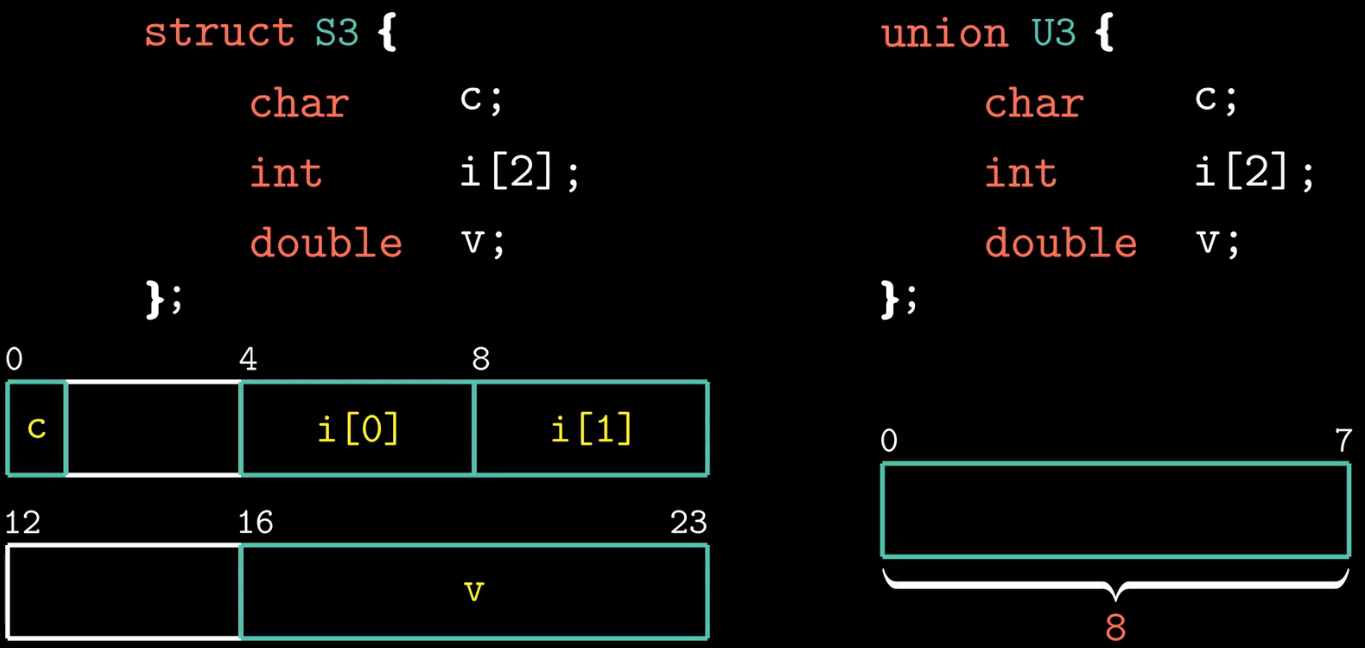 struct S3 {
char c;
int i[2];
double v;
};
0 4 8
c i[0] i[1]
12 16 23
v
union U3 {
char c;
int i[2];
double v;
};
0 7
8